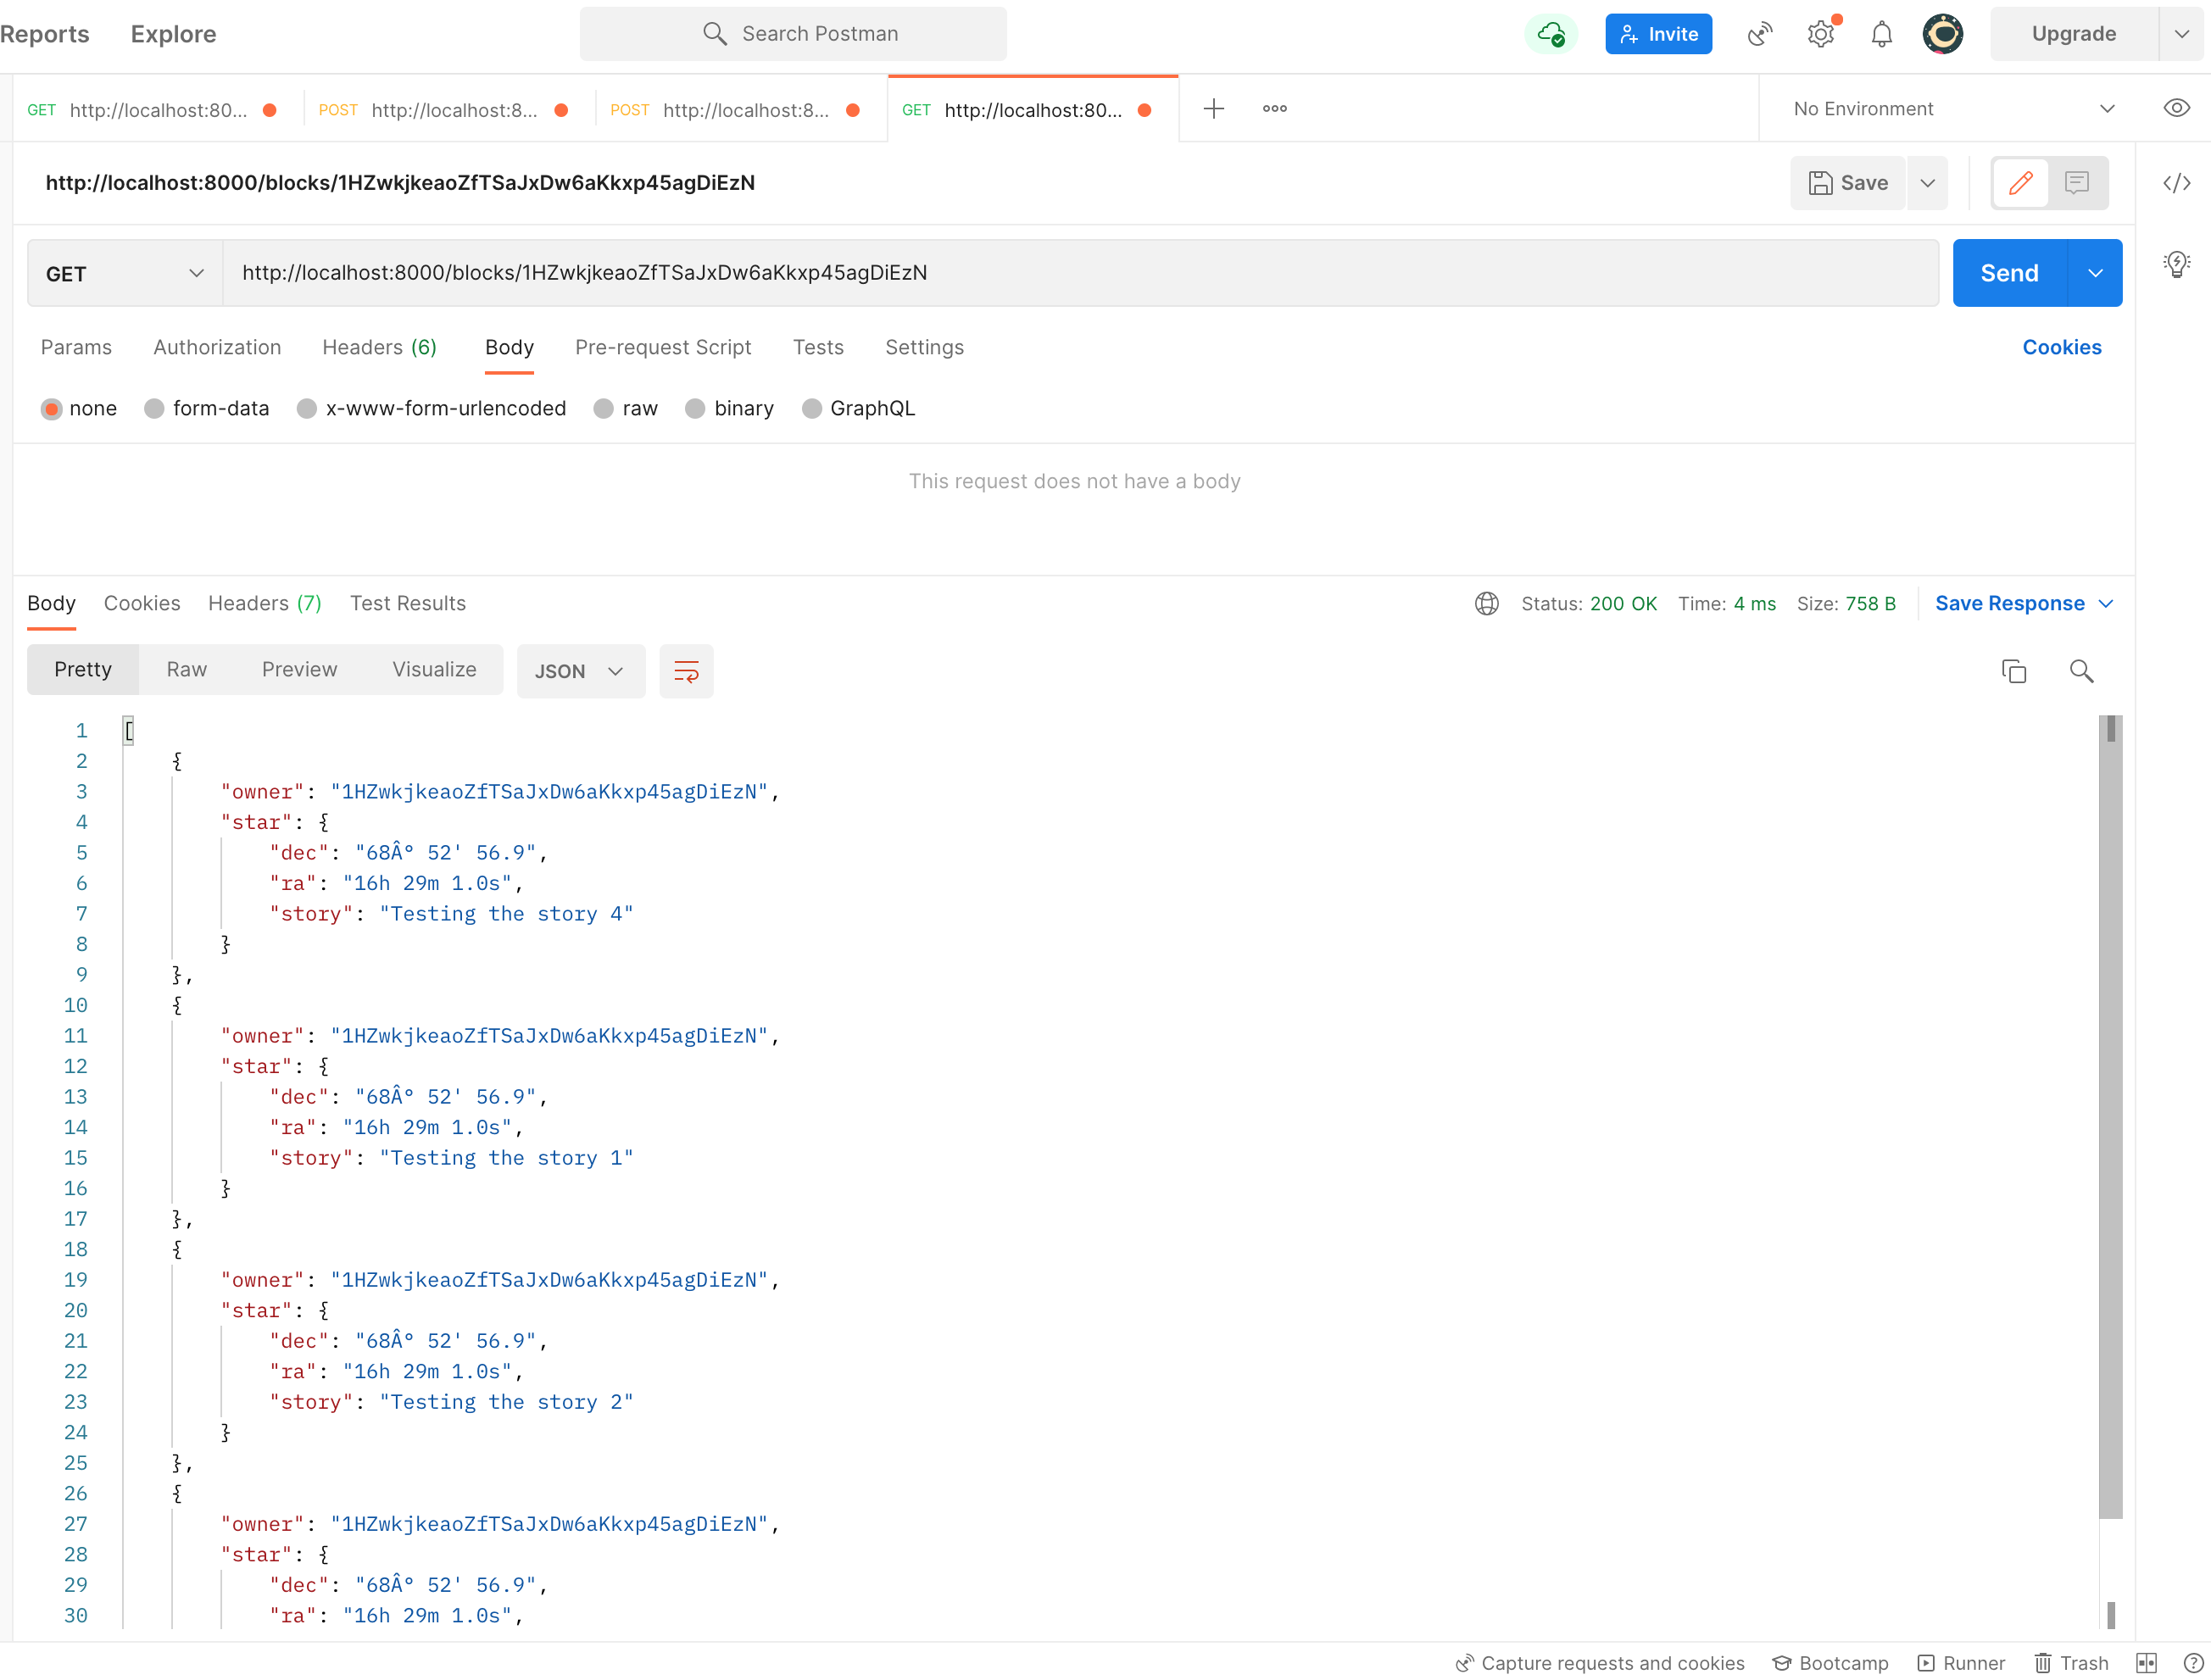 Reports Explore Search Postman Invite Upgrade
GET http://localhost:80... POST http://localhost:8... POST http://localhost:8... GET http://localhost:80... No Environment
http://localhost:8000/blocks/1HZwkjkeaoZfTSaJxDw6aKkxp45agDiEzN Save
GET http://localhost:8000/blocks/1HZwkjkeaoZfTSaJxDw6aKkxp45agDiEzN Send
Params Authorization Headers (6) Body Pre-request Script Tests Settings Cookies
none form-data x-www-form-urlencoded raw binary GraphQL
This request does not have a body
Body Cookies Headers (7) Test Results Status: 200 OK Time: 4 ms Size: 758 B Save Response
Pretty Raw Preview Visualize JSON
1 [
2 {
3 "owner": "1HZwkjkeaoZfTSaJxDw6aKkxp45agDiEzN",
4 "star": {
5 "dec": "68Â° 52' 56.9",
6 "ra": "16h 29m 1.0s",
7 "story": "Testing the story 4"
8 }
9 },
10 {
11 "owner": "1HZwkjkeaoZfTSaJxDw6aKkxp45agDiEzN",
12 "star": {
13 "dec": "68Â° 52' 56.9",
14 "ra": "16h 29m 1.0s",
15 "story": "Testing the story 1"
16 }
17 },
18 {
19 "owner": "1HZwkjkeaoZfTSaJxDw6aKkxp45agDiEzN",
20 "star": {
21 "dec": "68Â° 52' 56.9",
22 "ra": "16h 29m 1.0s",
23 "story": "Testing the story 2"
24 }
25 },
26 {
27 "owner": "1HZwkjkeaoZfTSaJxDw6aKkxp45agDiEzN",
28 "star": {
29 "dec": "68Â° 52' 56.9",
30 "ra": "16h 29m 1.0s",
Capture requests and cookies Bootcamp Runner Trash